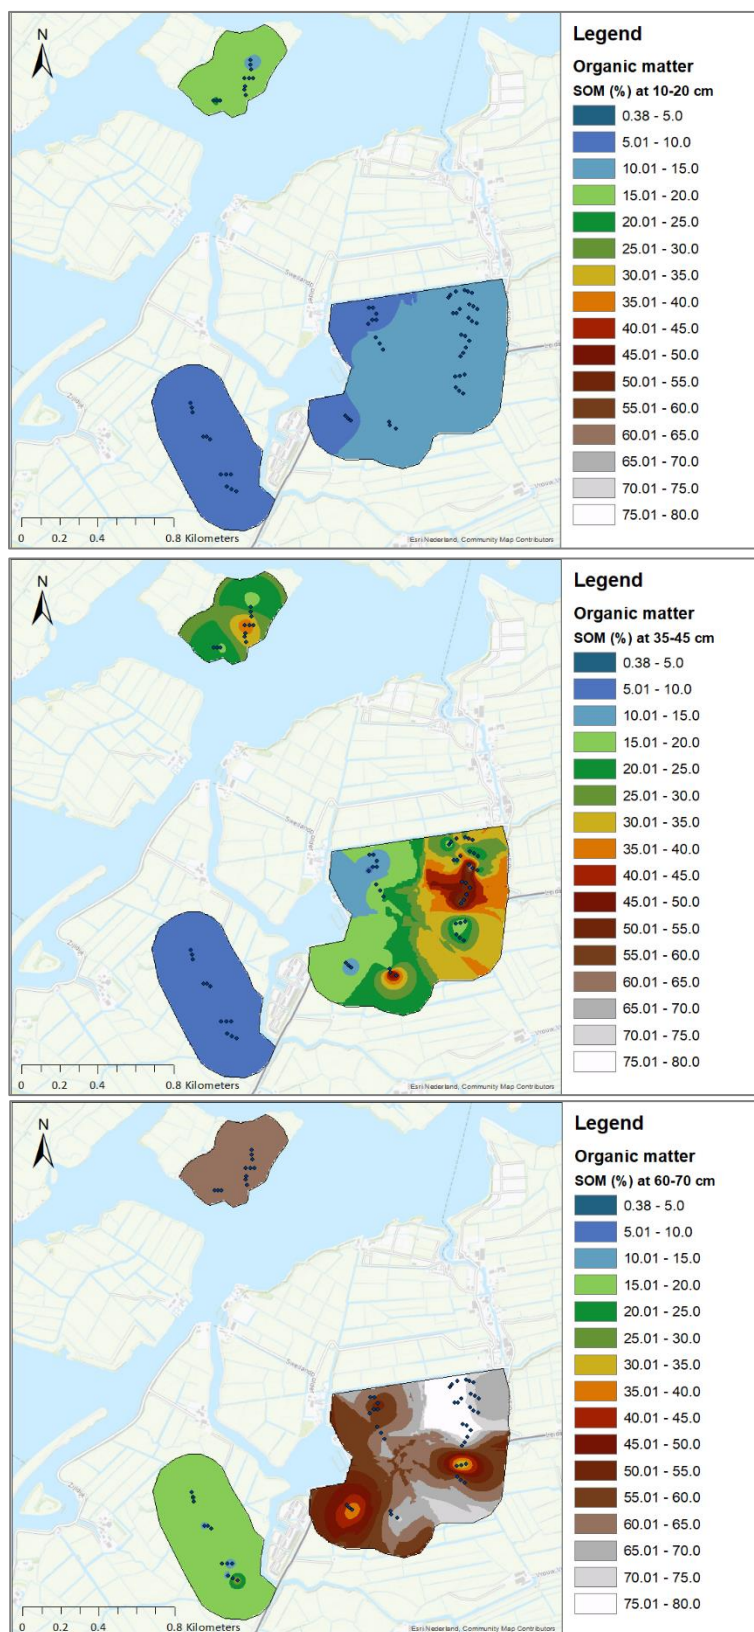 N
Legend
Organic matter
SOM (%) at 10-20 cm
0.38 - 5.0
5.01 - 10.0
10.01 - 15.0
15.01 - 20.0
20.01 - 25.0
25.01 - 30.0
30.01 - 35.0
35.01 - 40.0
40.01 - 45.0
45.01 - 50.0
50.01 - 55.0
55.01 - 60.0
60.01 - 65.0
65.01 - 70.0
70.01 - 75.0
75.01 - 80.0
0 0.2 0.4 0.8 Kilometers
Esri Nederland, Community Map Contributors
N
Legend
Organic matter
SOM (%) at 35-45 cm
0.38 - 5.0
5.01 - 10.0
10.01 - 15.0
15.01 - 20.0
20.01 - 25.0
25.01 - 30.0
30.01 - 35.0
35.01 - 40.0
40.01 - 45.0
45.01 - 50.0
50.01 - 55.0
55.01 - 60.0
60.01 - 65.0
65.01 - 70.0
70.01 - 75.0
75.01 - 80.0
0 0.2 0.4 0.8 Kilometers
Esri Nederland, Community Map Contributors
N
Legend
Organic matter
SOM (%) at 60-70 cm
0.38 - 5.0
5.01 - 10.0
10.01 - 15.0
15.01 - 20.0
20.01 - 25.0
25.01 - 30.0
30.01 - 35.0
35.01 - 40.0
40.01 - 45.0
45.01 - 50.0
50.01 - 55.0
55.01 - 60.0
60.01 - 65.0
65.01 - 70.0
70.01 - 75.0
75.01 - 80.0
0 0.2 0.4 0.8 Kilometers
Esri Nederland, Community Map Contributors